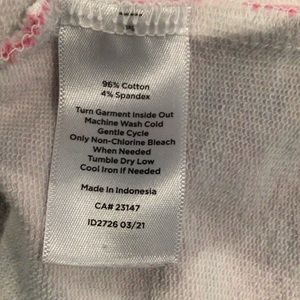 96% Cotton
4% Spandex
Turn Garment Inside Out
Machine Wash Cold
Gentle Cycle
Only Non-Chlorine Bleach
When Needed
Tumble Dry Low
Cool Iron If Needed
Made In Indonesia
CA# 23147
ID2726 03/21